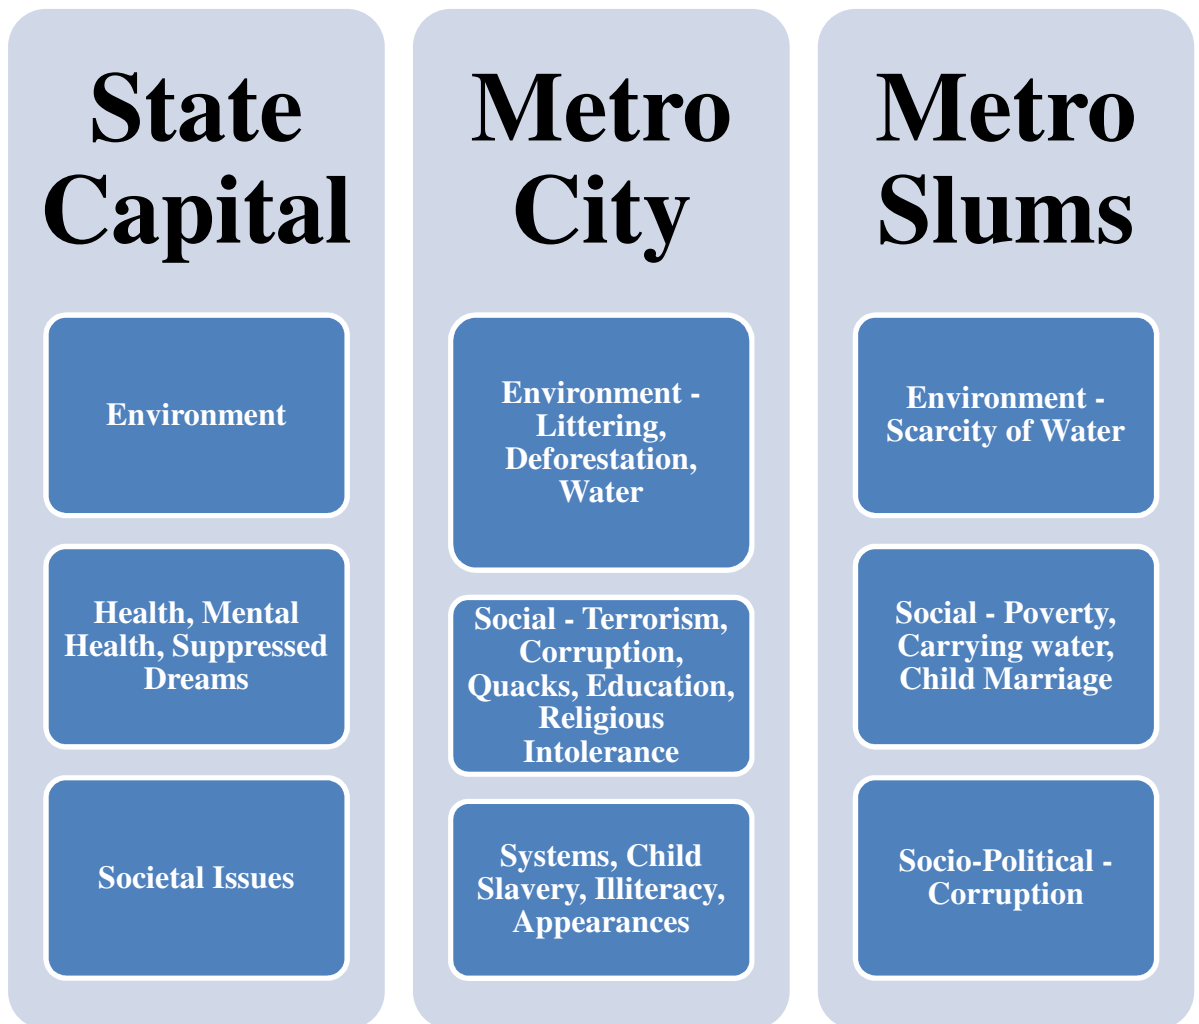 State
Capital
Environment
Health, Mental
Health, Suppressed
Dreams
Societal Issues
Metro
City
Environment -
Littering,
Deforestation,
Water
Social - Terrorism,
Corruption,
Quacks, Education,
Religious
Intolerance
Systems, Child
Slavery, Illiteracy,
Appearances
Metro
Slums
Environment -
Scarcity of Water
Social - Poverty,
Carrying water,
Child Marriage
Socio-Political -
Corruption